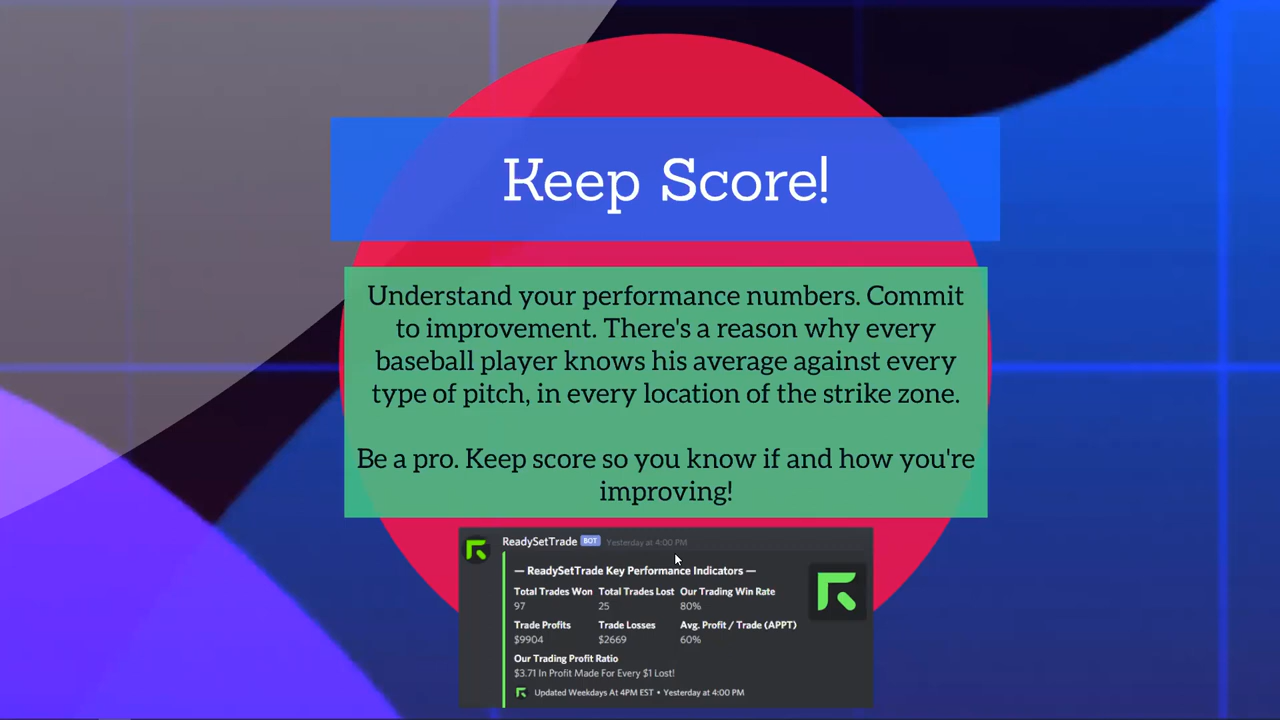 Keep Score!
Understand your performance numbers. Commit
to improvement. There's a reason why every
baseball player knows his average against every
type of pitch, in every location of the strike zone.
Be a pro. Keep score so you know if and how you're
improving!
ReadySetTrade BOT Yesterday at 4:00 PM
— ReadySetTrade Key Performance Indicators —
Total Trades Won Total Trades Lost Our Trading Win Rate
97 25 80%
Trade Profits Trade Losses Avg. Profit / Trade (APPT)
$9904 $2669 60%
Our Trading Profit Ratio
$3.71 In Profit Made For Every $1 Lost!
Updated Weekdays At 4PM EST • Yesterday at 4:00 PM